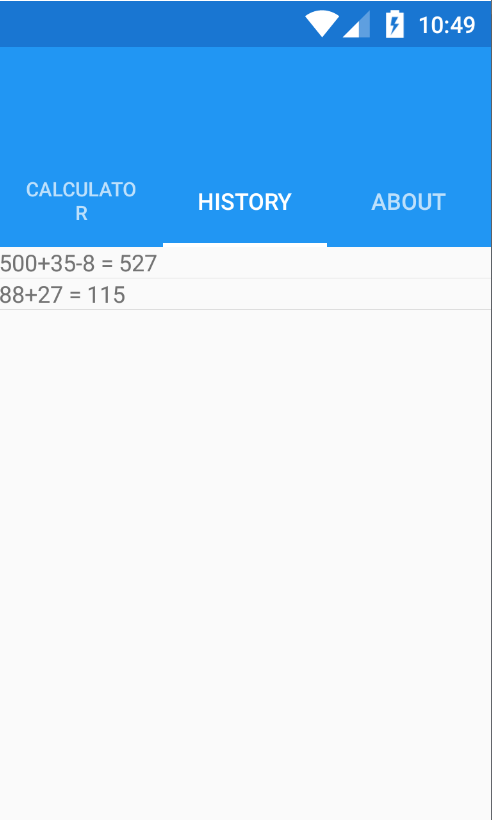 10:49
CALCULATO
R
HISTORY
ABOUT
500+35-8 = 527
88+27 = 115